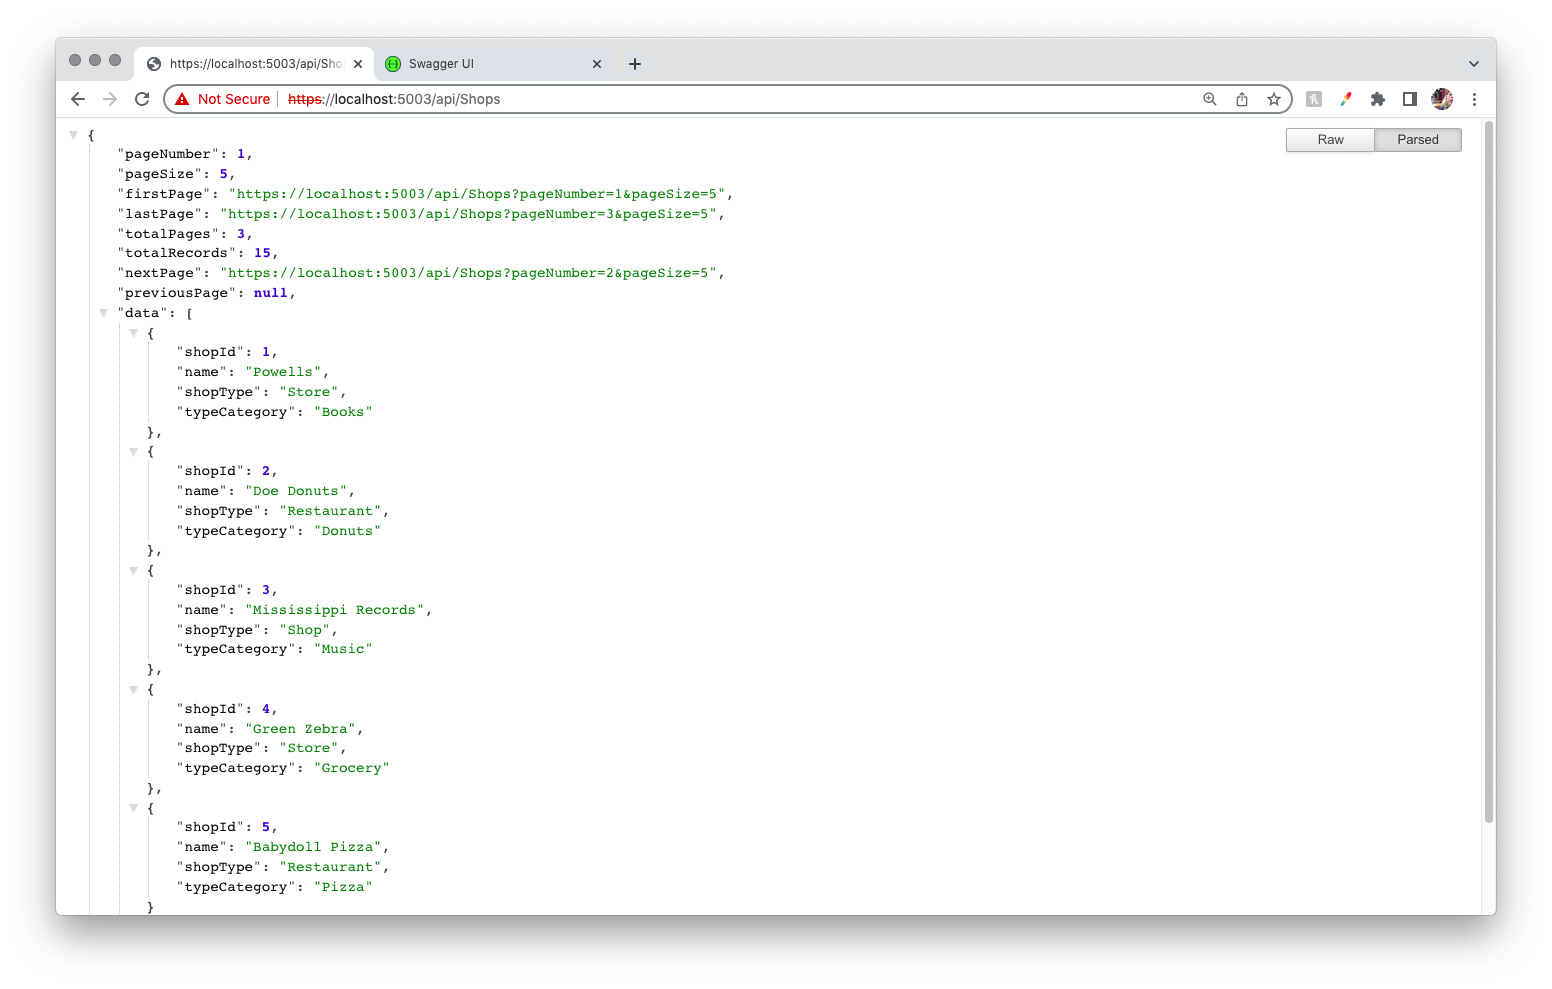 https://localhost:5003/api/Sho
Swagger UI
Not Secure
https://localhost:5003/api/Shops
Raw
Parsed
{
"pageNumber": 1,
"pageSize": 5,
"firstPage": "https://localhost:5003/api/Shops?pageNumber=1&pageSize=5",
"lastPage": "https://localhost:5003/api/Shops?pageNumber=3&pageSize=5",
"totalPages": 3,
"totalRecords": 15,
"nextPage": "https://localhost:5003/api/Shops?pageNumber=2&pageSize=5",
"previousPage": null,
"data": [
{
"shopId": 1,
"name": "Powells",
"shopType": "Store",
"typeCategory": "Books"
},
{
"shopId": 2,
"name": "Doe Donuts",
"shopType": "Restaurant",
"typeCategory": "Donuts"
},
{
"shopId": 3,
"name": "Mississippi Records",
"shopType": "Shop",
"typeCategory": "Music"
},
{
"shopId": 4,
"name": "Green Zebra",
"shopType": "Store",
"typeCategory": "Grocery"
},
{
"shopId": 5,
"name": "Babydoll Pizza",
"shopType": "Restaurant",
"typeCategory": "Pizza"
}